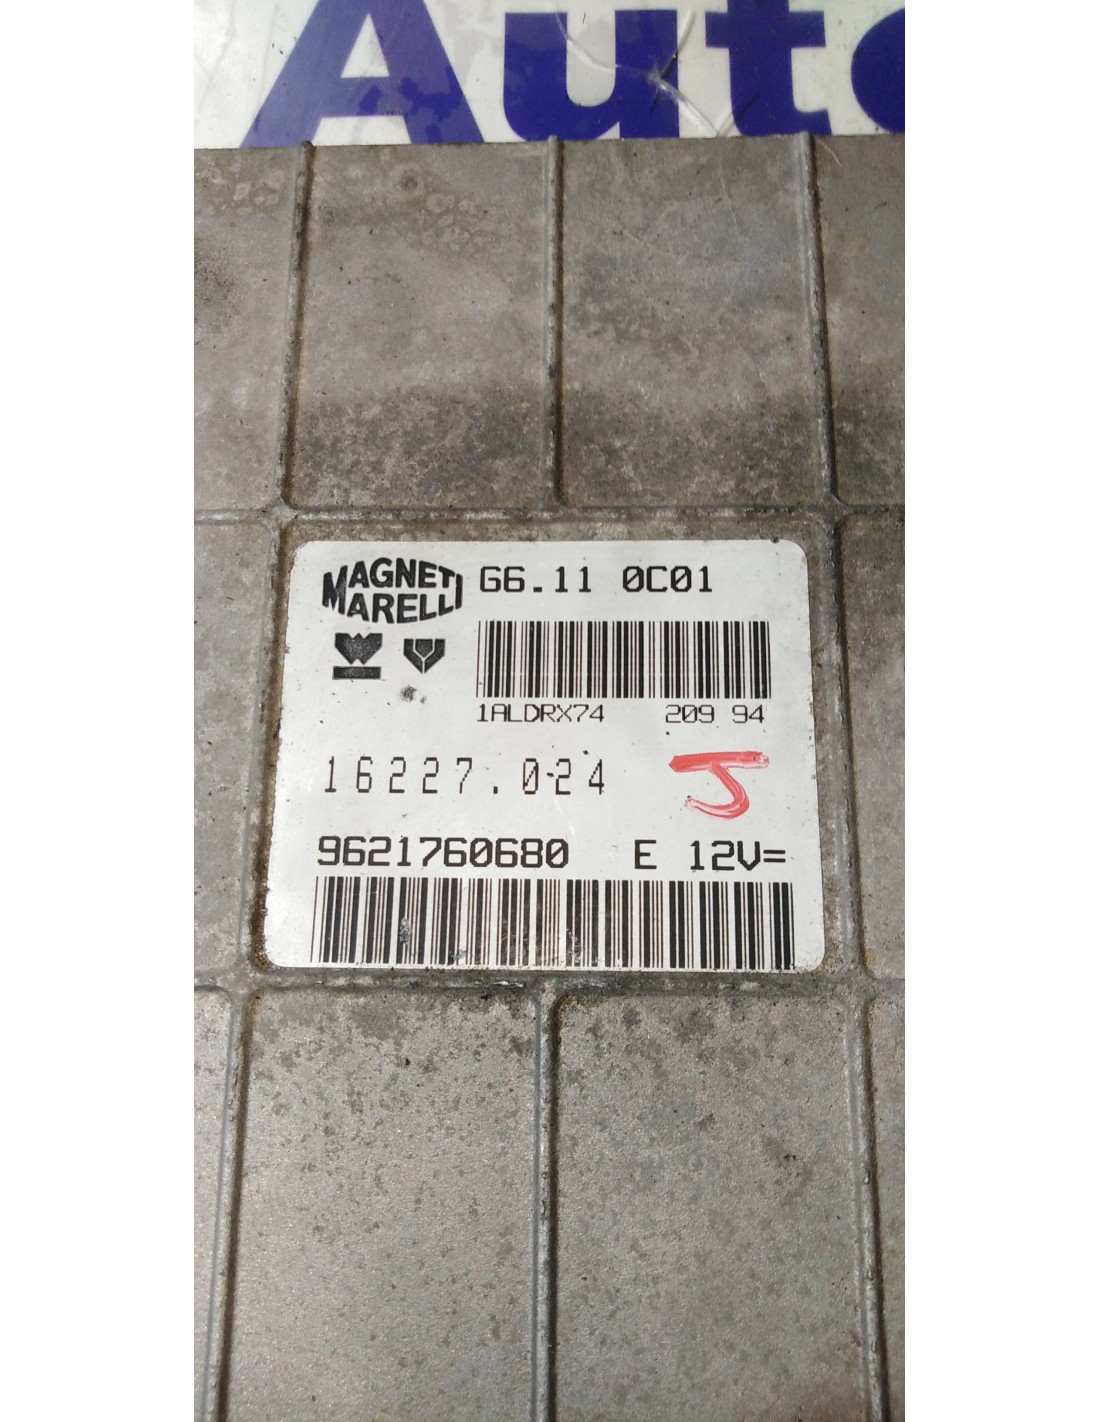 Auto
MAGNETI
MARELLI
G6.11 0C01
1ALDRX74 209 94
16227.024
J
9621760680 E 12V=